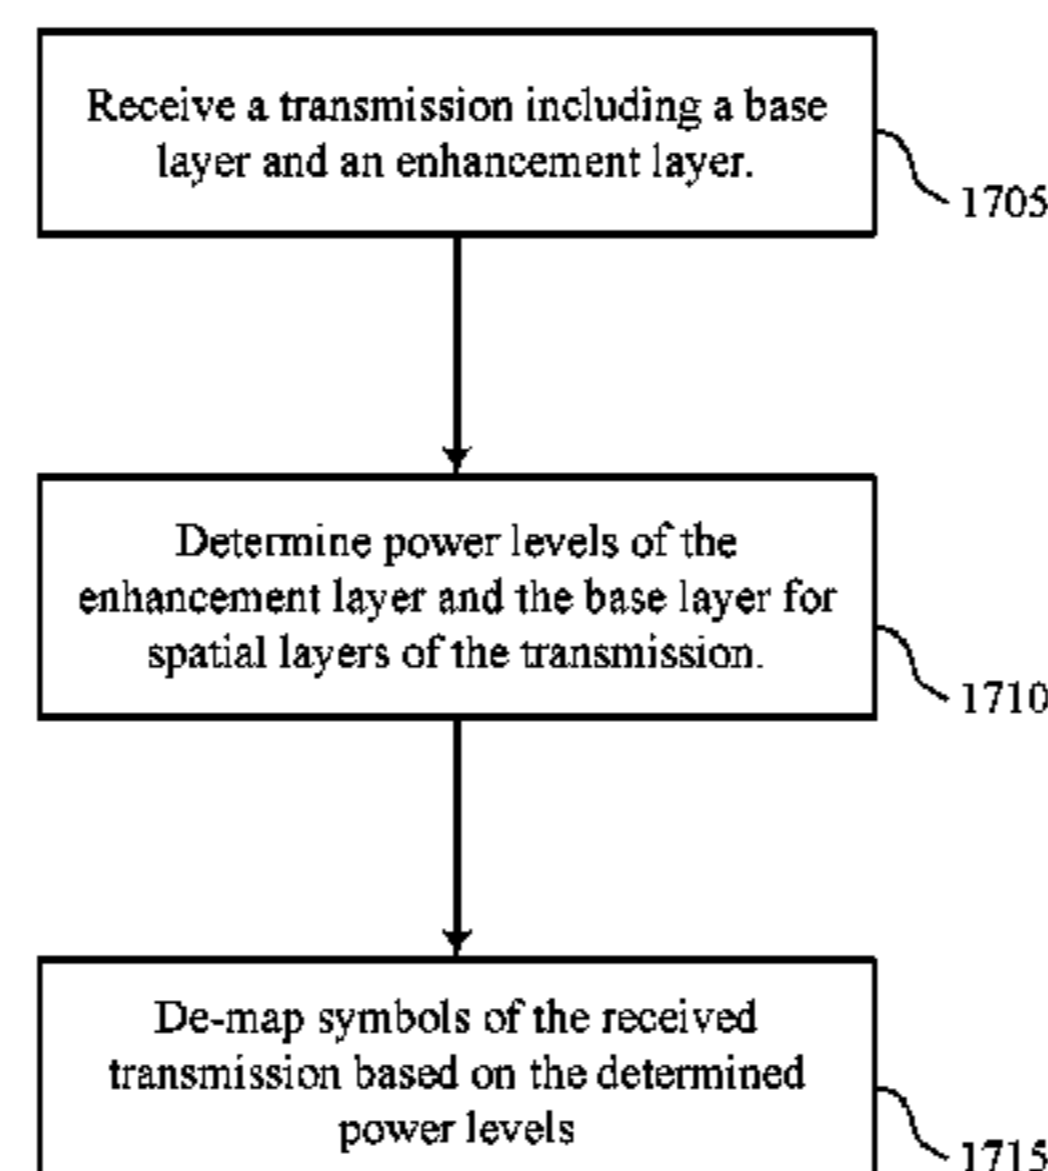 Receive a transmission including a base
layer and an enhancement layer.
1705
Determine power levels of the
enhancement layer and the base layer for
spatial layers of the transmission.
1710
De-map symbols of the received
transmission based on the determined
power levels
1715